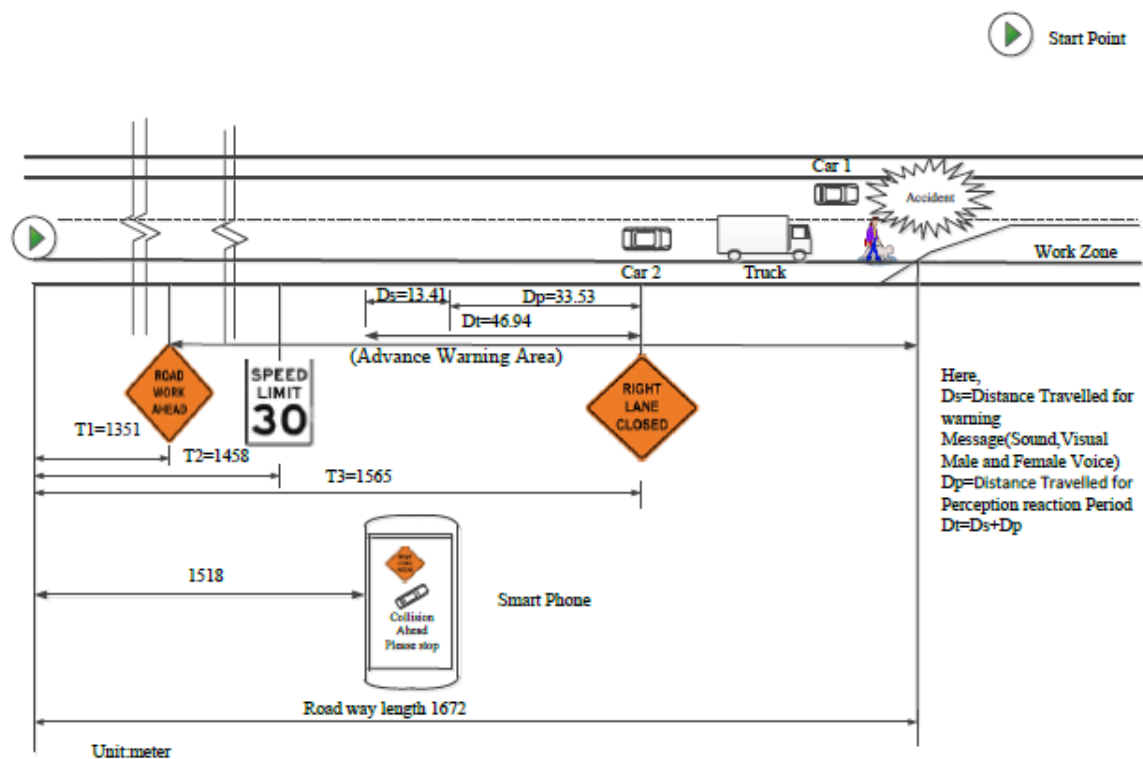 Start Point
Car 1
Accident
Work Zone
Car 2
Truck
Ds=13.41
Dp=33.53
Dt=46.94
(Advance Warning Area)
ROAD
WORK
AHEAD
SPEED
LIMIT
30
RIGHT
LANE
CLOSED
T1=1351
T2=1458
T3=1565
Here,
Ds=Distance Travelled for
warning
Message(Sound,Visual
Male and Female Voice)
Dp=Distance Travelled for
Perception reaction Period
Dt=Ds+Dp
1518
Collision
Ahead
Please stop
Smart Phone
Road way length 1672
Unit:meter